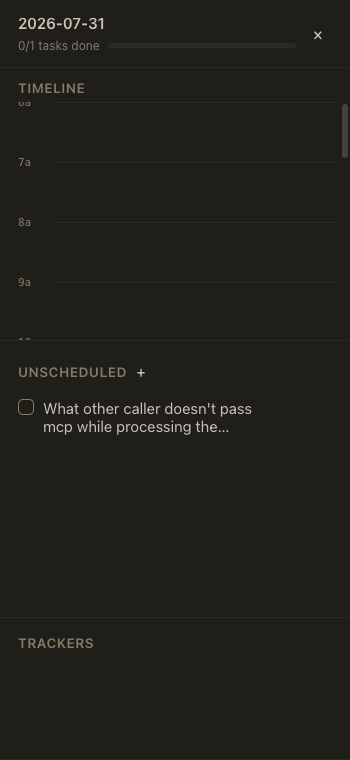 2026-07-31
0/1 tasks done
×
TIMELINE
6a
7a
8a
9a
UNSCHEDULED +
What other caller doesn't pass
mcp while processing the...
TRACKERS